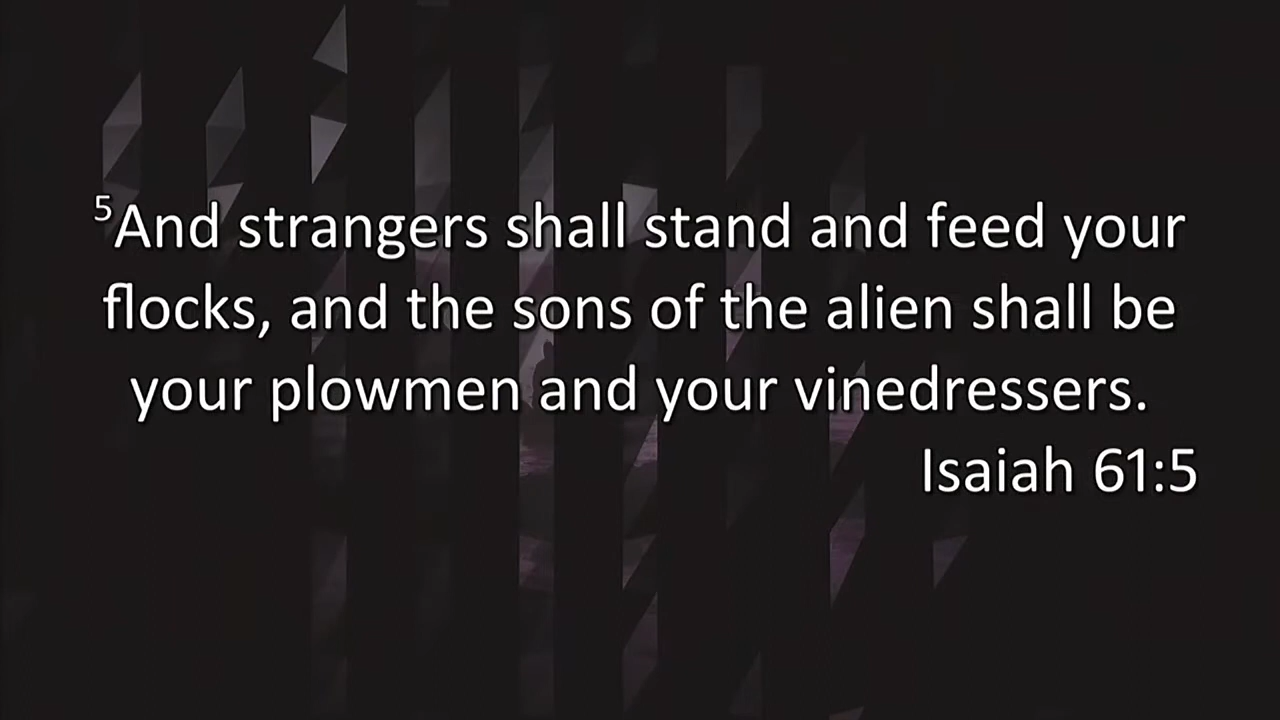 ⁵And strangers shall stand and feed your
flocks, and the sons of the alien shall be
your plowmen and your vinedressers.
Isaiah 61:5